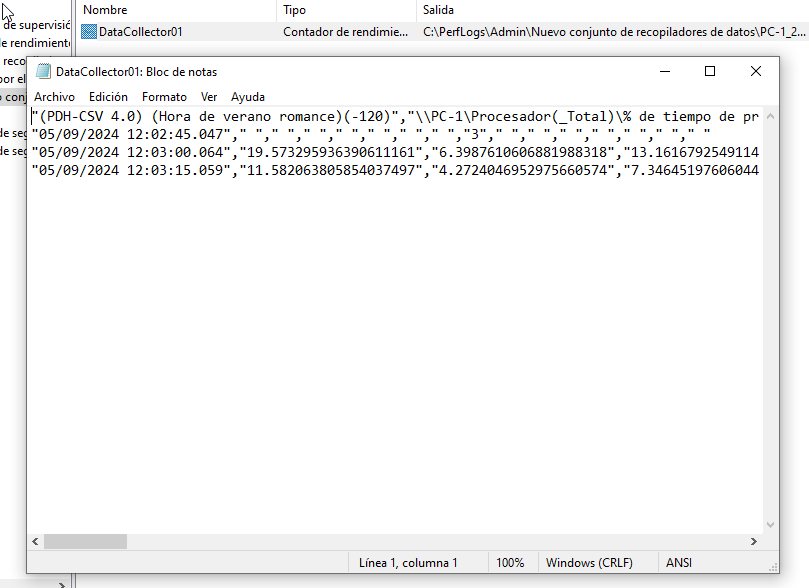 Nombre Tipo Salida
de supervisió
DataCollector01 Contador de rendimie... C:\PerfLogs\Admin\Nuevo conjunto de recopiladores de datos\PC-1_2...
de rendimiento
reco
por el
conj
de seg
de seg
DataCollector01: Bloc de notas
Archivo Edición Formato Ver Ayuda
"(PDH-CSV 4.0) (Hora de verano romance)(-120)","\\PC-1\Procesador(_Total)\% de tiempo de pr
"05/09/2024 12:02:45.047"," "," "," "," "," "," "," ","3"," "," "," "," "," "," "," "
"05/09/2024 12:03:00.064","19.573295936390611161","6.3987610606881988318","13.1616792549114
"05/09/2024 12:03:15.059","11.582063805854037497","4.2724046952975660574","7.34645197606044
Línea 1, columna 1 100% Windows (CRLF) ANSI